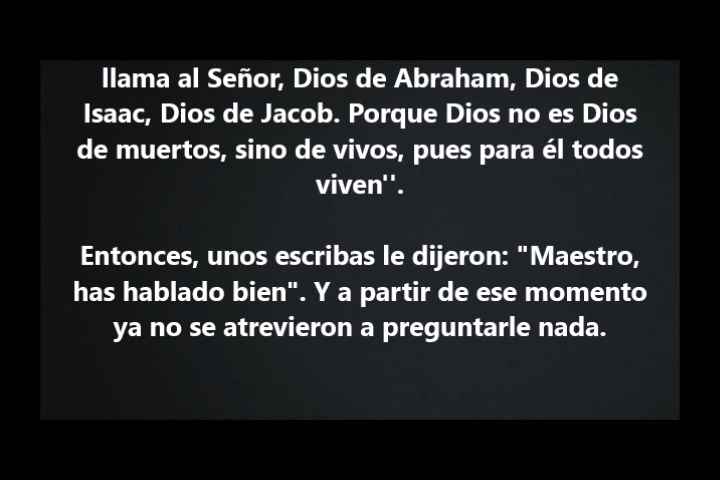 llama al Señor, Dios de Abraham, Dios de
Isaac, Dios de Jacob. Porque Dios no es Dios
de muertos, sino de vivos, pues para él todos
viven''.
Entonces, unos escribas le dijeron: "Maestro,
has hablado bien". Y a partir de ese momento
ya no se atrevieron a preguntarle nada.